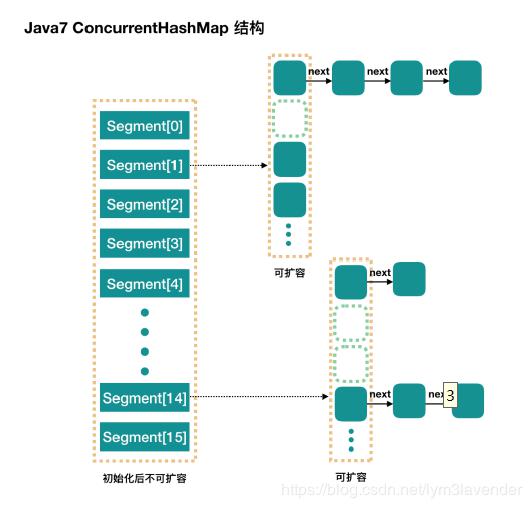 Java7 ConcurrentHashMap 结构
next
next
next
Segment[0]
Segment[1]
Segment[2]
Segment[3]
Segment[4]
Segment[14]
Segment[15]
初始化后不可扩容
可扩容
next
next
nex
3
可扩容
https://blog.csdn.net/lym3lavender